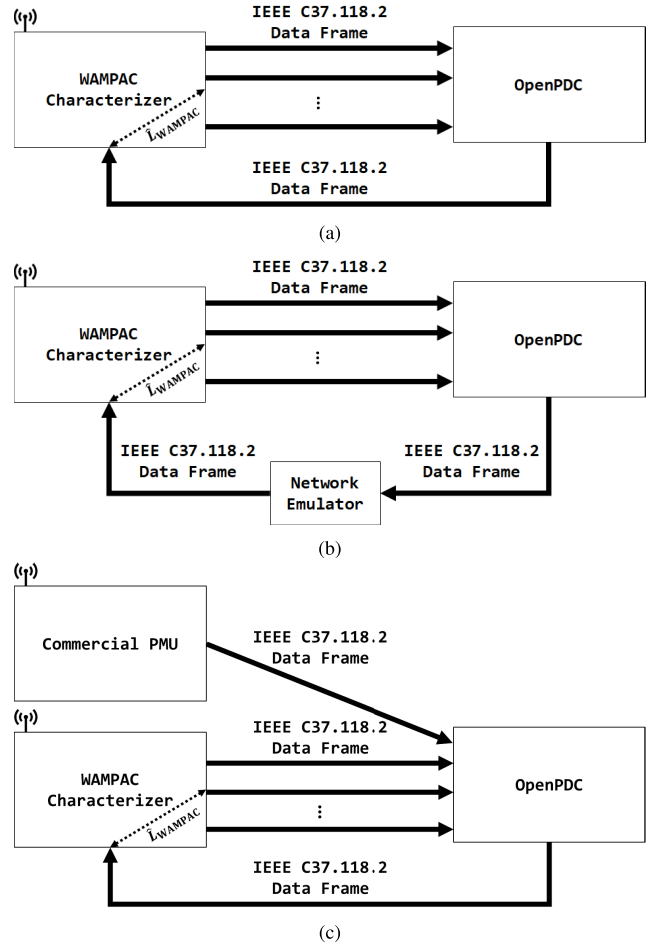 IEEE C37.118.2
Data Frame
WAMPAC
Characterizer
L̂WAMPAC
⋮
OpenPDC
IEEE C37.118.2
Data Frame
(a)
IEEE C37.118.2
Data Frame
WAMPAC
Characterizer
L̂WAMPAC
⋮
OpenPDC
IEEE C37.118.2
Data Frame
IEEE C37.118.2
Data Frame
Network
Emulator
(b)
Commercial PMU
IEEE C37.118.2
Data Frame
IEEE C37.118.2
Data Frame
WAMPAC
Characterizer
L̂WAMPAC
⋮
OpenPDC
IEEE C37.118.2
Data Frame
(c)